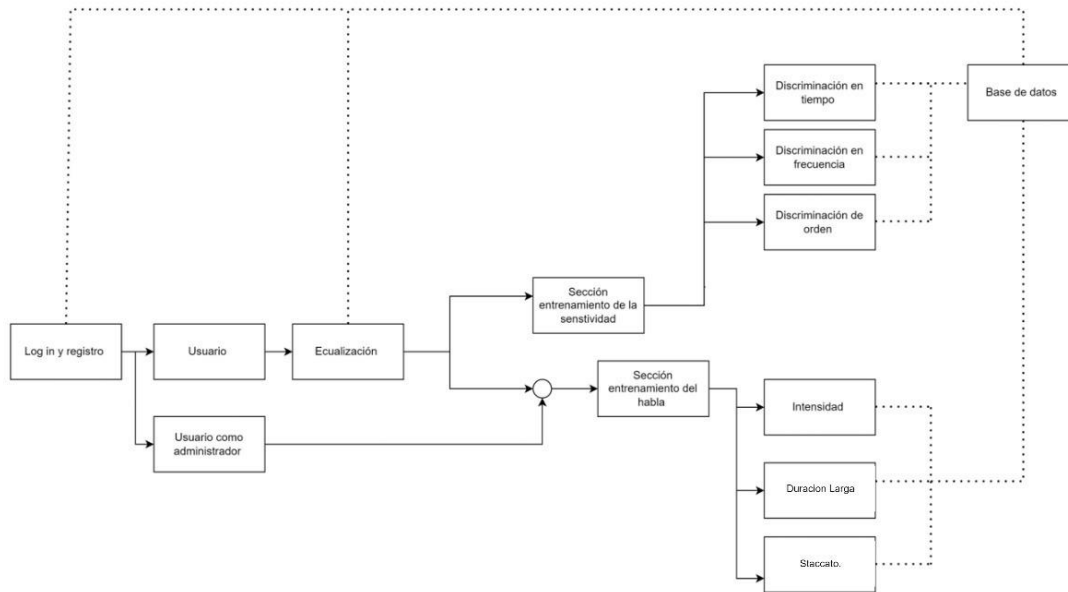 Discriminación en
tiempo
Base de datos
Discriminación en
frecuencia
Discriminación de
orden
Sección
entrenamiento de la
senstividad
Log in y registro
Usuario
Ecualización
Sección
entrenamiento del
habla
Intensidad
Usuario como
administrador
Duracion Larga
Staccato.